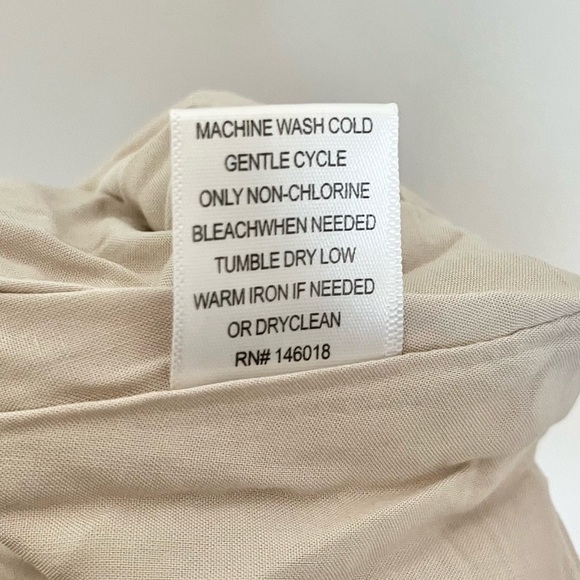 MACHINE WASH COLD
GENTLE CYCLE
ONLY NON-CHLORINE
BLEACHWHEN NEEDED
TUMBLE DRY LOW
WARM IRON IF NEEDED
OR DRYCLEAN
RN# 146018